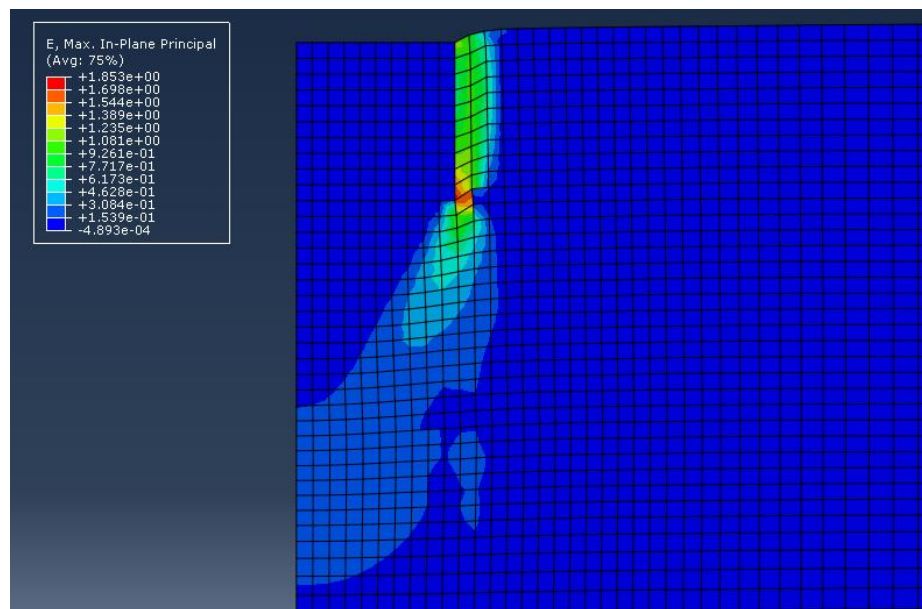 E, Max. In-Plane Principal
(Avg: 75%)
+1.853e+00
+1.698e+00
+1.544e+00
+1.389e+00
+1.235e+00
+1.081e+00
+9.261e-01
+7.717e-01
+6.173e-01
+4.628e-01
+3.084e-01
+1.539e-01
-4.893e-04